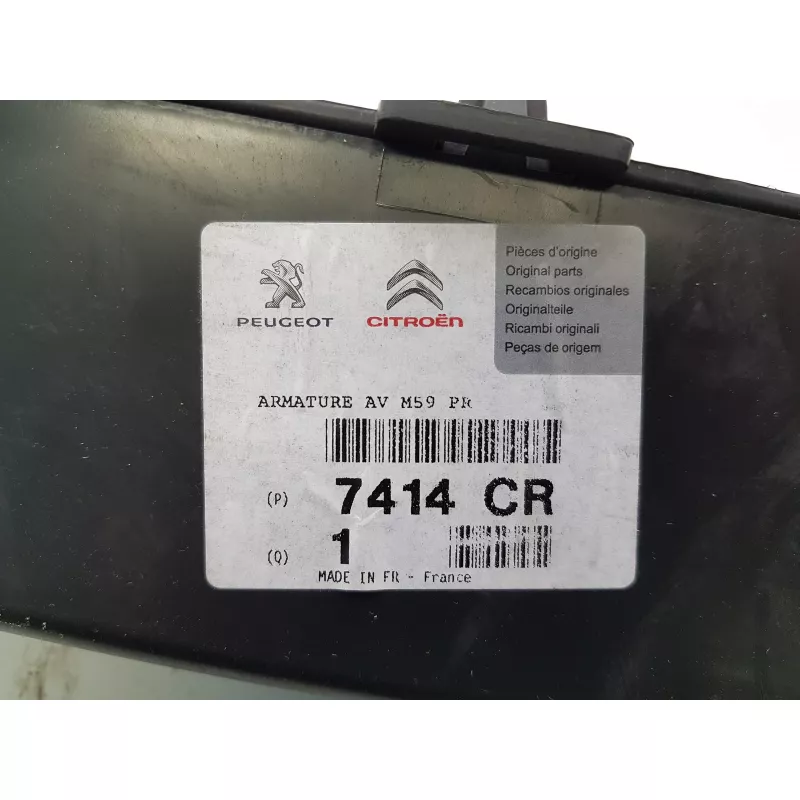 PEUGEOT
CITROËN
Pièces d'origine
Original parts
Recambios originales
Originalteile
Ricambi originali
Peças de origem
ARMATURE AV M59 PR
(P) 7414 CR
(Q) 1
MADE IN FR - France